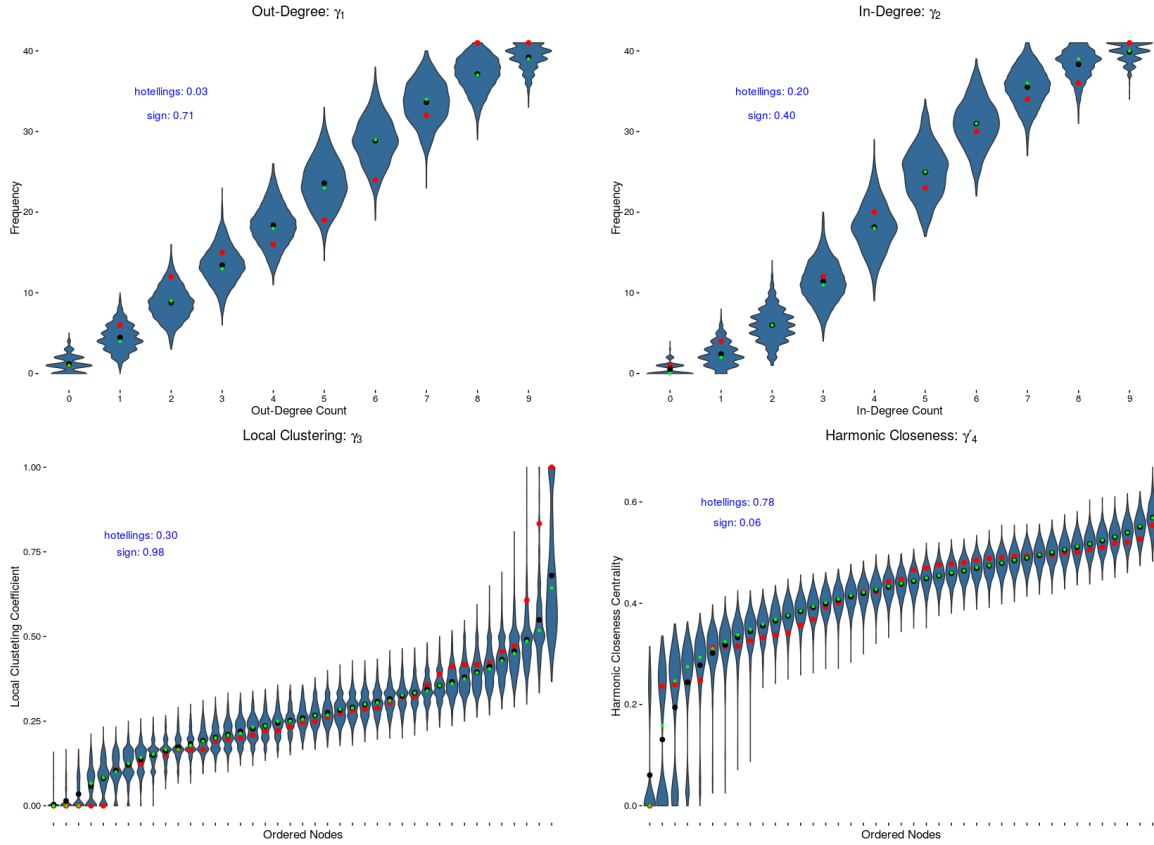 Out-Degree: γ1
Frequency
40
30
20
10
0
hotellings: 0.03
sign: 0.71
0 1 2 3 4 5 6 7 8 9
Out-Degree Count
In-Degree: γ2
Frequency
40
30
20
10
0
hotellings: 0.20
sign: 0.40
0 1 2 3 4 5 6 7 8 9
In-Degree Count
Local Clustering: γ3
Local Clustering Coefficient
1.00
0.75
0.50
0.25
0.00
hotellings: 0.30
sign: 0.98
Ordered Nodes
Harmonic Closeness: γ′4
Harmonic Closeness Centrality
0.6
0.4
0.2
0.0
hotellings: 0.78
sign: 0.06
Ordered Nodes